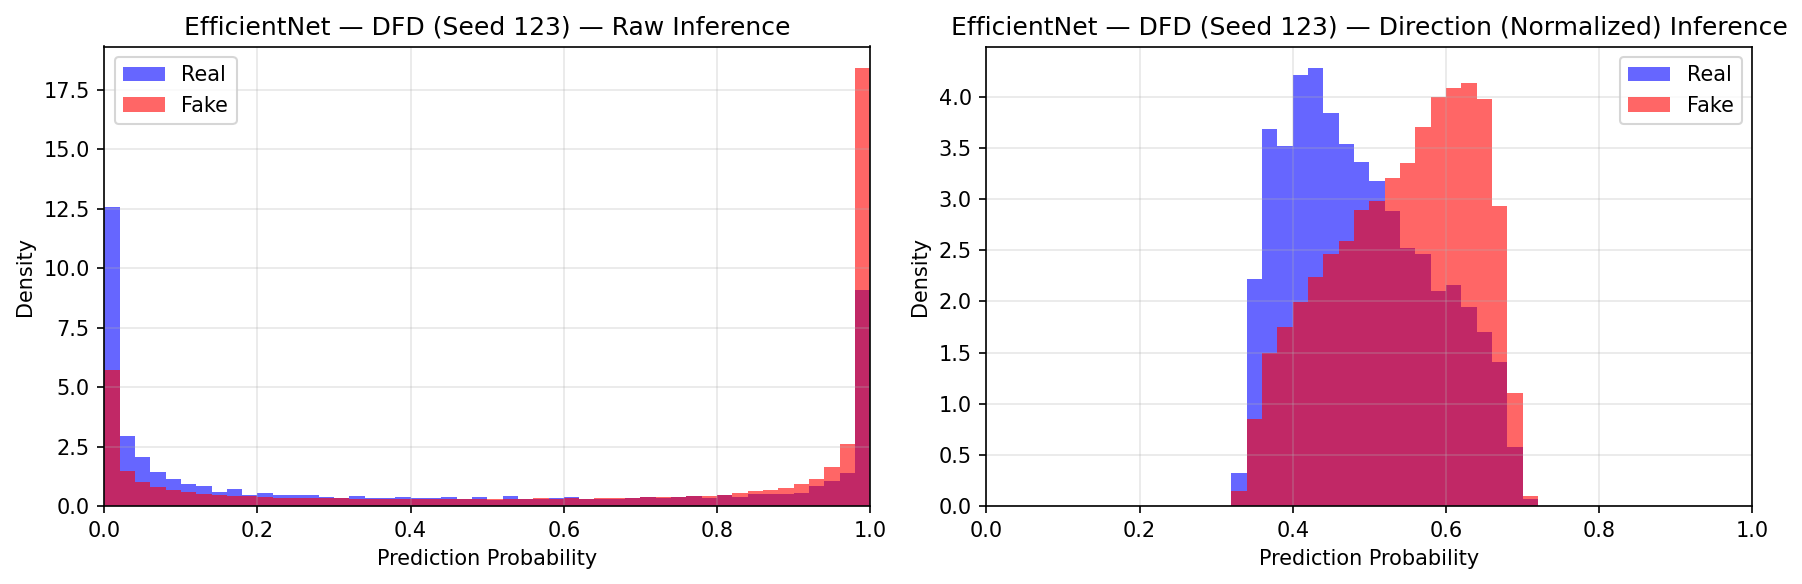 EfficientNet — DFD (Seed 123) — Raw Inference
Real
Fake
17.5
15.0
12.5
10.0
7.5
5.0
2.5
0.0
Density
0.0 0.2 0.4 0.6 0.8 1.0
Prediction Probability
EfficientNet — DFD (Seed 123) — Direction (Normalized) Inference
Real
Fake
4.0
3.5
3.0
2.5
2.0
1.5
1.0
0.5
0.0
Density
0.0 0.2 0.4 0.6 0.8 1.0
Prediction Probability